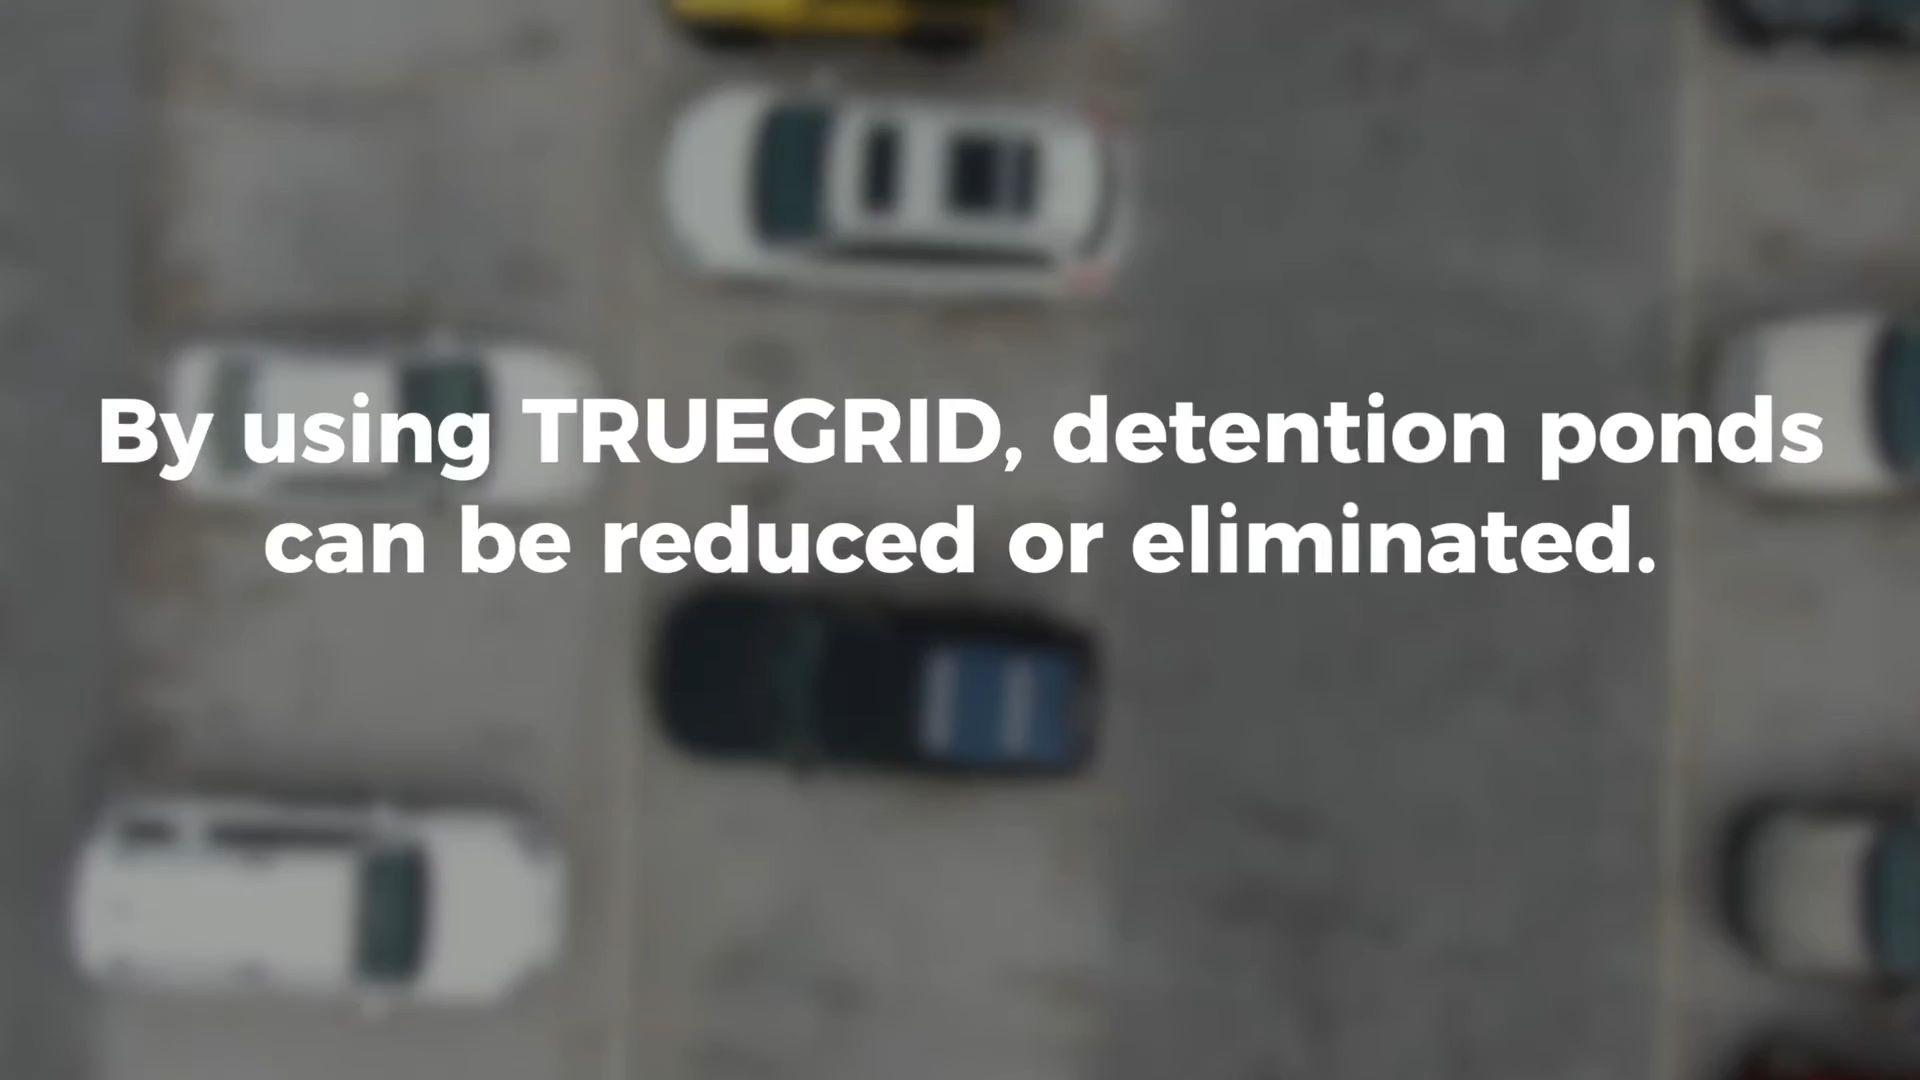 By using TRUEGRID, detention ponds
can be reduced or eliminated.